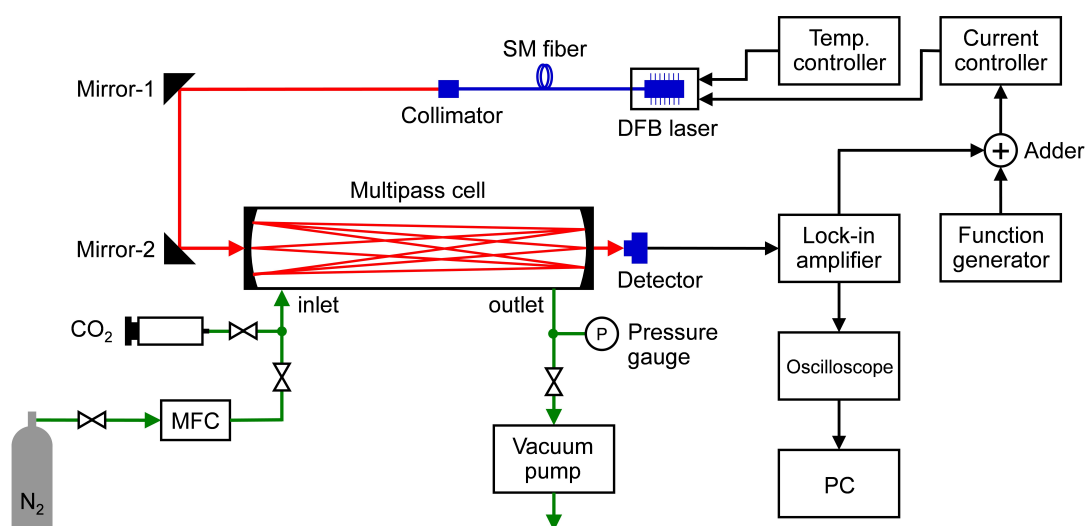 SM fiber
Temp.
controller
Current
controller
Mirror-1
Collimator
DFB laser
+
Adder
Multipass cell
Mirror-2
Detector
Lock-in
amplifier
Function
generator
inlet
outlet
CO₂
P
Pressure
gauge
Oscilloscope
MFC
Vacuum
pump
PC
N₂